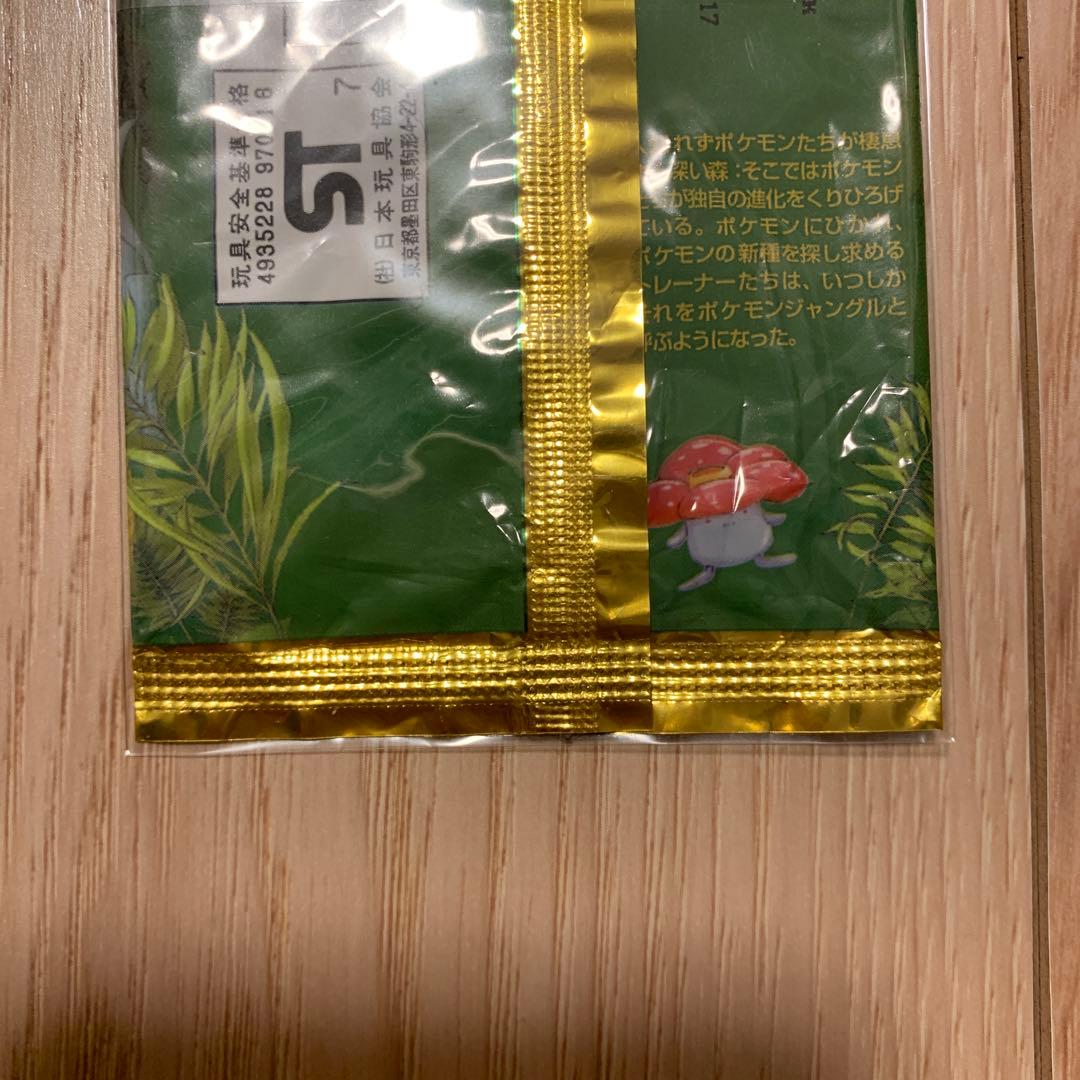 玩具安全基準 格
4935228 970 18
ST
7
(社)日本玩具協会
東京都墨田区東駒形4-22-
17
れずポケモンたちが棲息
深い森:そこではポケモン
が独自の進化をくりひろげ
ている。ポケモンにひかれ、
ポケモンの新種を探し求める
トレーナーたちは、いつしか
それをポケモンジャングルと
呼ぶようになった。